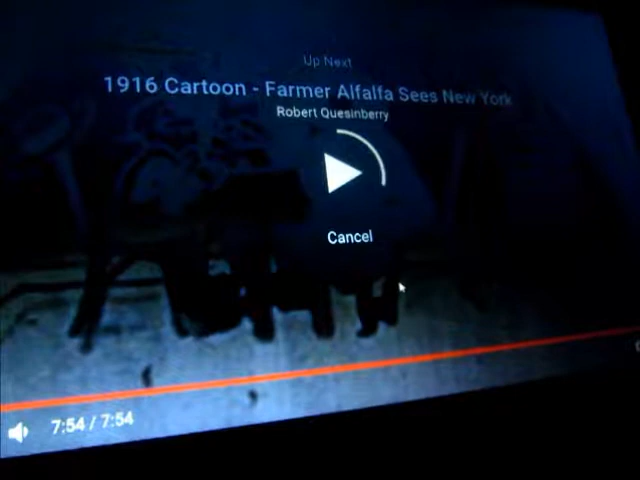 Up Next
1916 Cartoon - Farmer Alfalfa Sees New York
Robert Quesinberry
Cancel
7:54 / 7:54